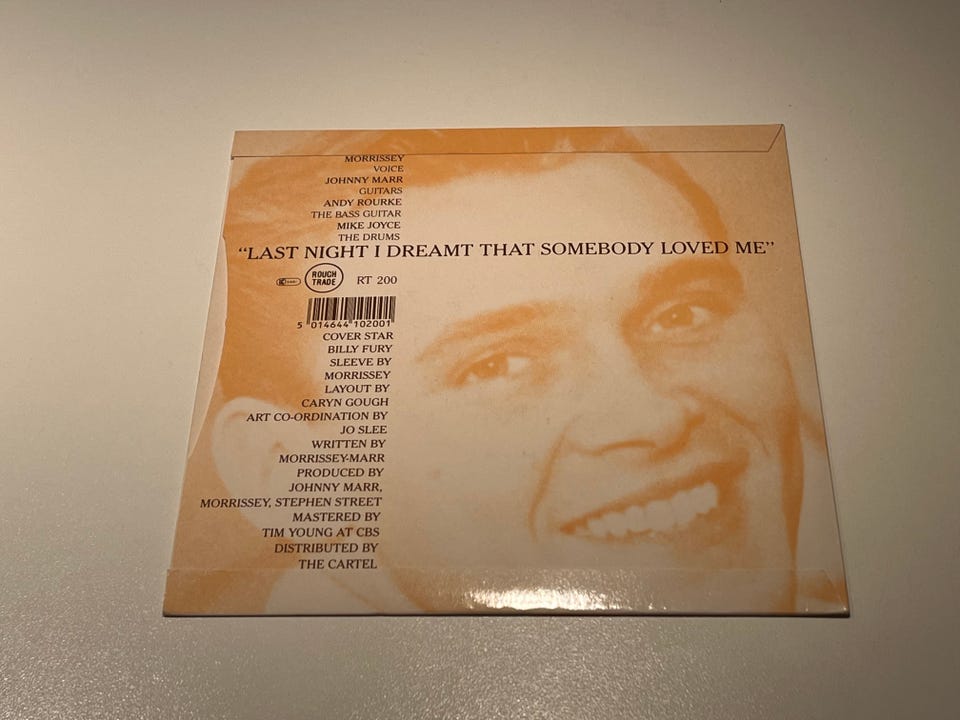 MORRISSEY
VOICE
JOHNNY MARR
GUITARS
ANDY ROURKE
THE BASS GUITAR
MIKE JOYCE
THE DRUMS
“LAST NIGHT I DREAMT THAT SOMEBODY LOVED ME”
ROUGH
TRADE
RT 200
5 014644 102001
COVER STAR
BILLY FURY
SLEEVE BY
MORRISSEY
LAYOUT BY
CARYN GOUGH
ART CO-ORDINATION BY
JO SLEE
WRITTEN BY
MORRISSEY-MARR
PRODUCED BY
JOHNNY MARR,
MORRISSEY, STEPHEN STREET
MASTERED BY
TIM YOUNG AT CBS
DISTRIBUTED BY
THE CARTEL